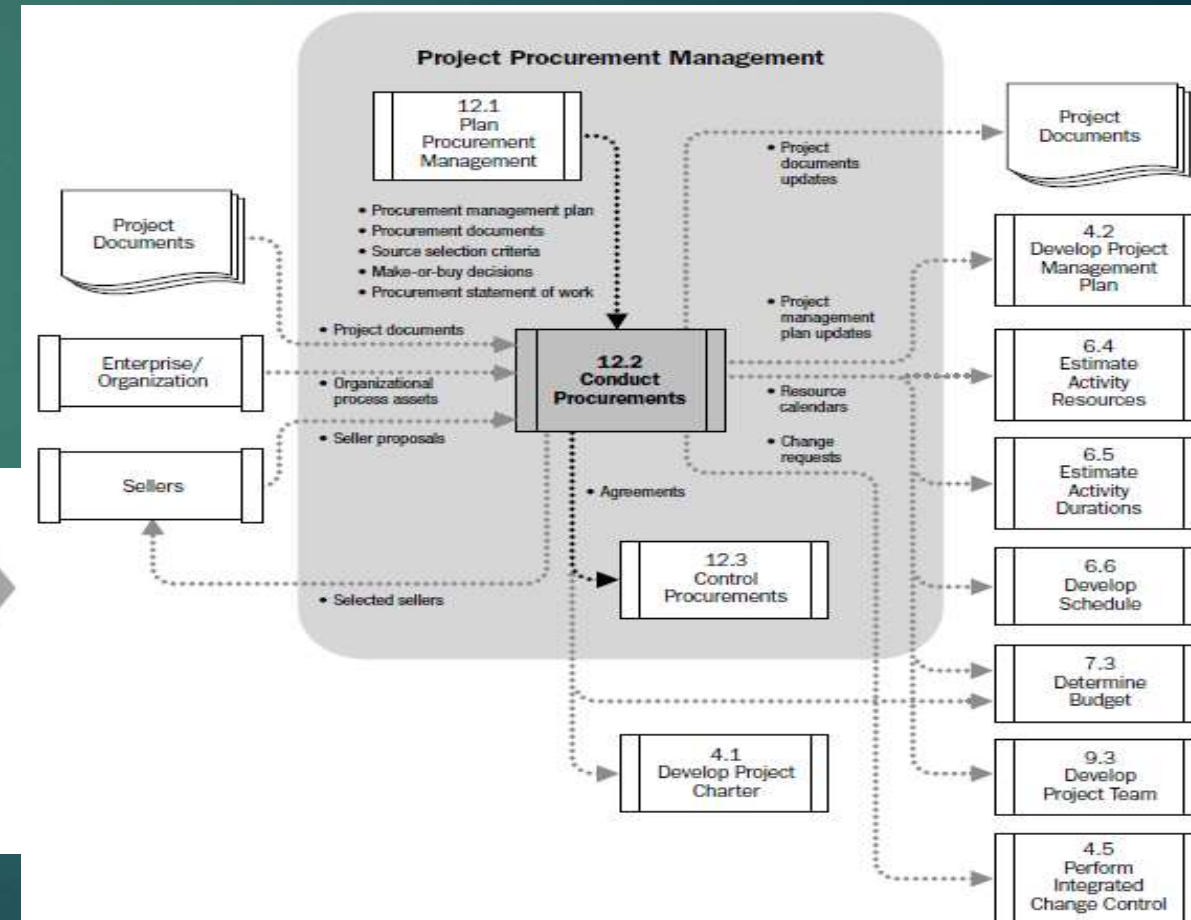 Project Procurement Management
12.1
Plan
Procurement
Management
• Procurement management plan
• Procurement documents
• Source selection criteria
• Make-or-buy decisions
• Procurement statement of work
Project
Documents
Enterprise/
Organization
Sellers
• Project documents
• Organizational
process assets
• Seller proposals
12.2
Conduct
Procurements
• Project
documents
updates
• Project
management
plan updates
• Resource
calendars
• Change
requests
• Agreements
• Selected sellers
12.3
Control
Procurements
4.1
Develop Project
Charter
Project
Documents
4.2
Develop Project
Management
Plan
6.4
Estimate
Activity
Resources
6.5
Estimate
Activity
Durations
6.6
Develop
Schedule
7.3
Determine
Budget
9.3
Develop
Project Team
4.5
Perform
Integrated
Change Control